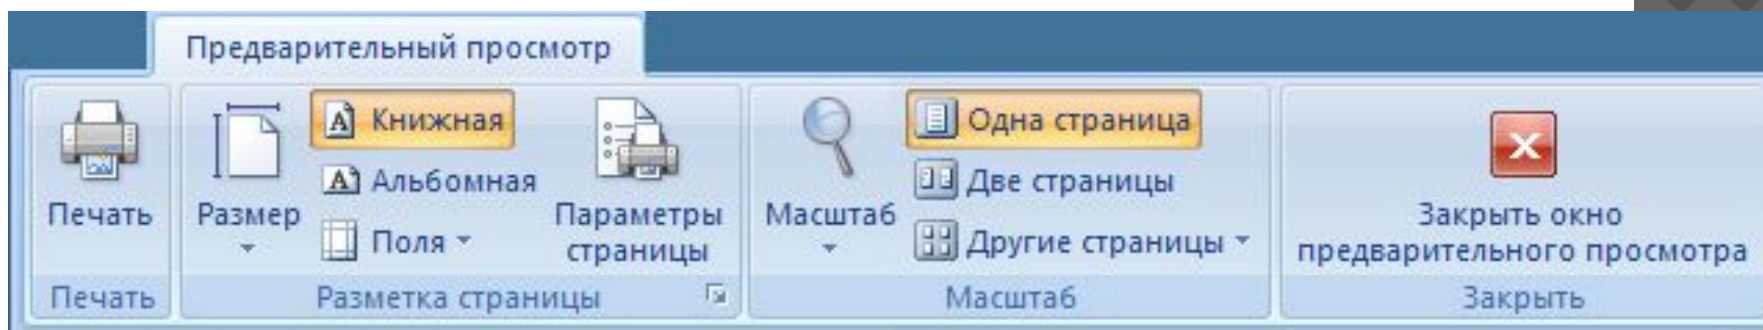 Предварительный просмотр
Печать
Размер
Книжная
Альбомная
Поля
Параметры
страницы
Масштаб
Одна страница
Две страницы
Другие страницы
Закрыть окно
предварительного просмотра
Печать
Разметка страницы
Масштаб
Закрыть